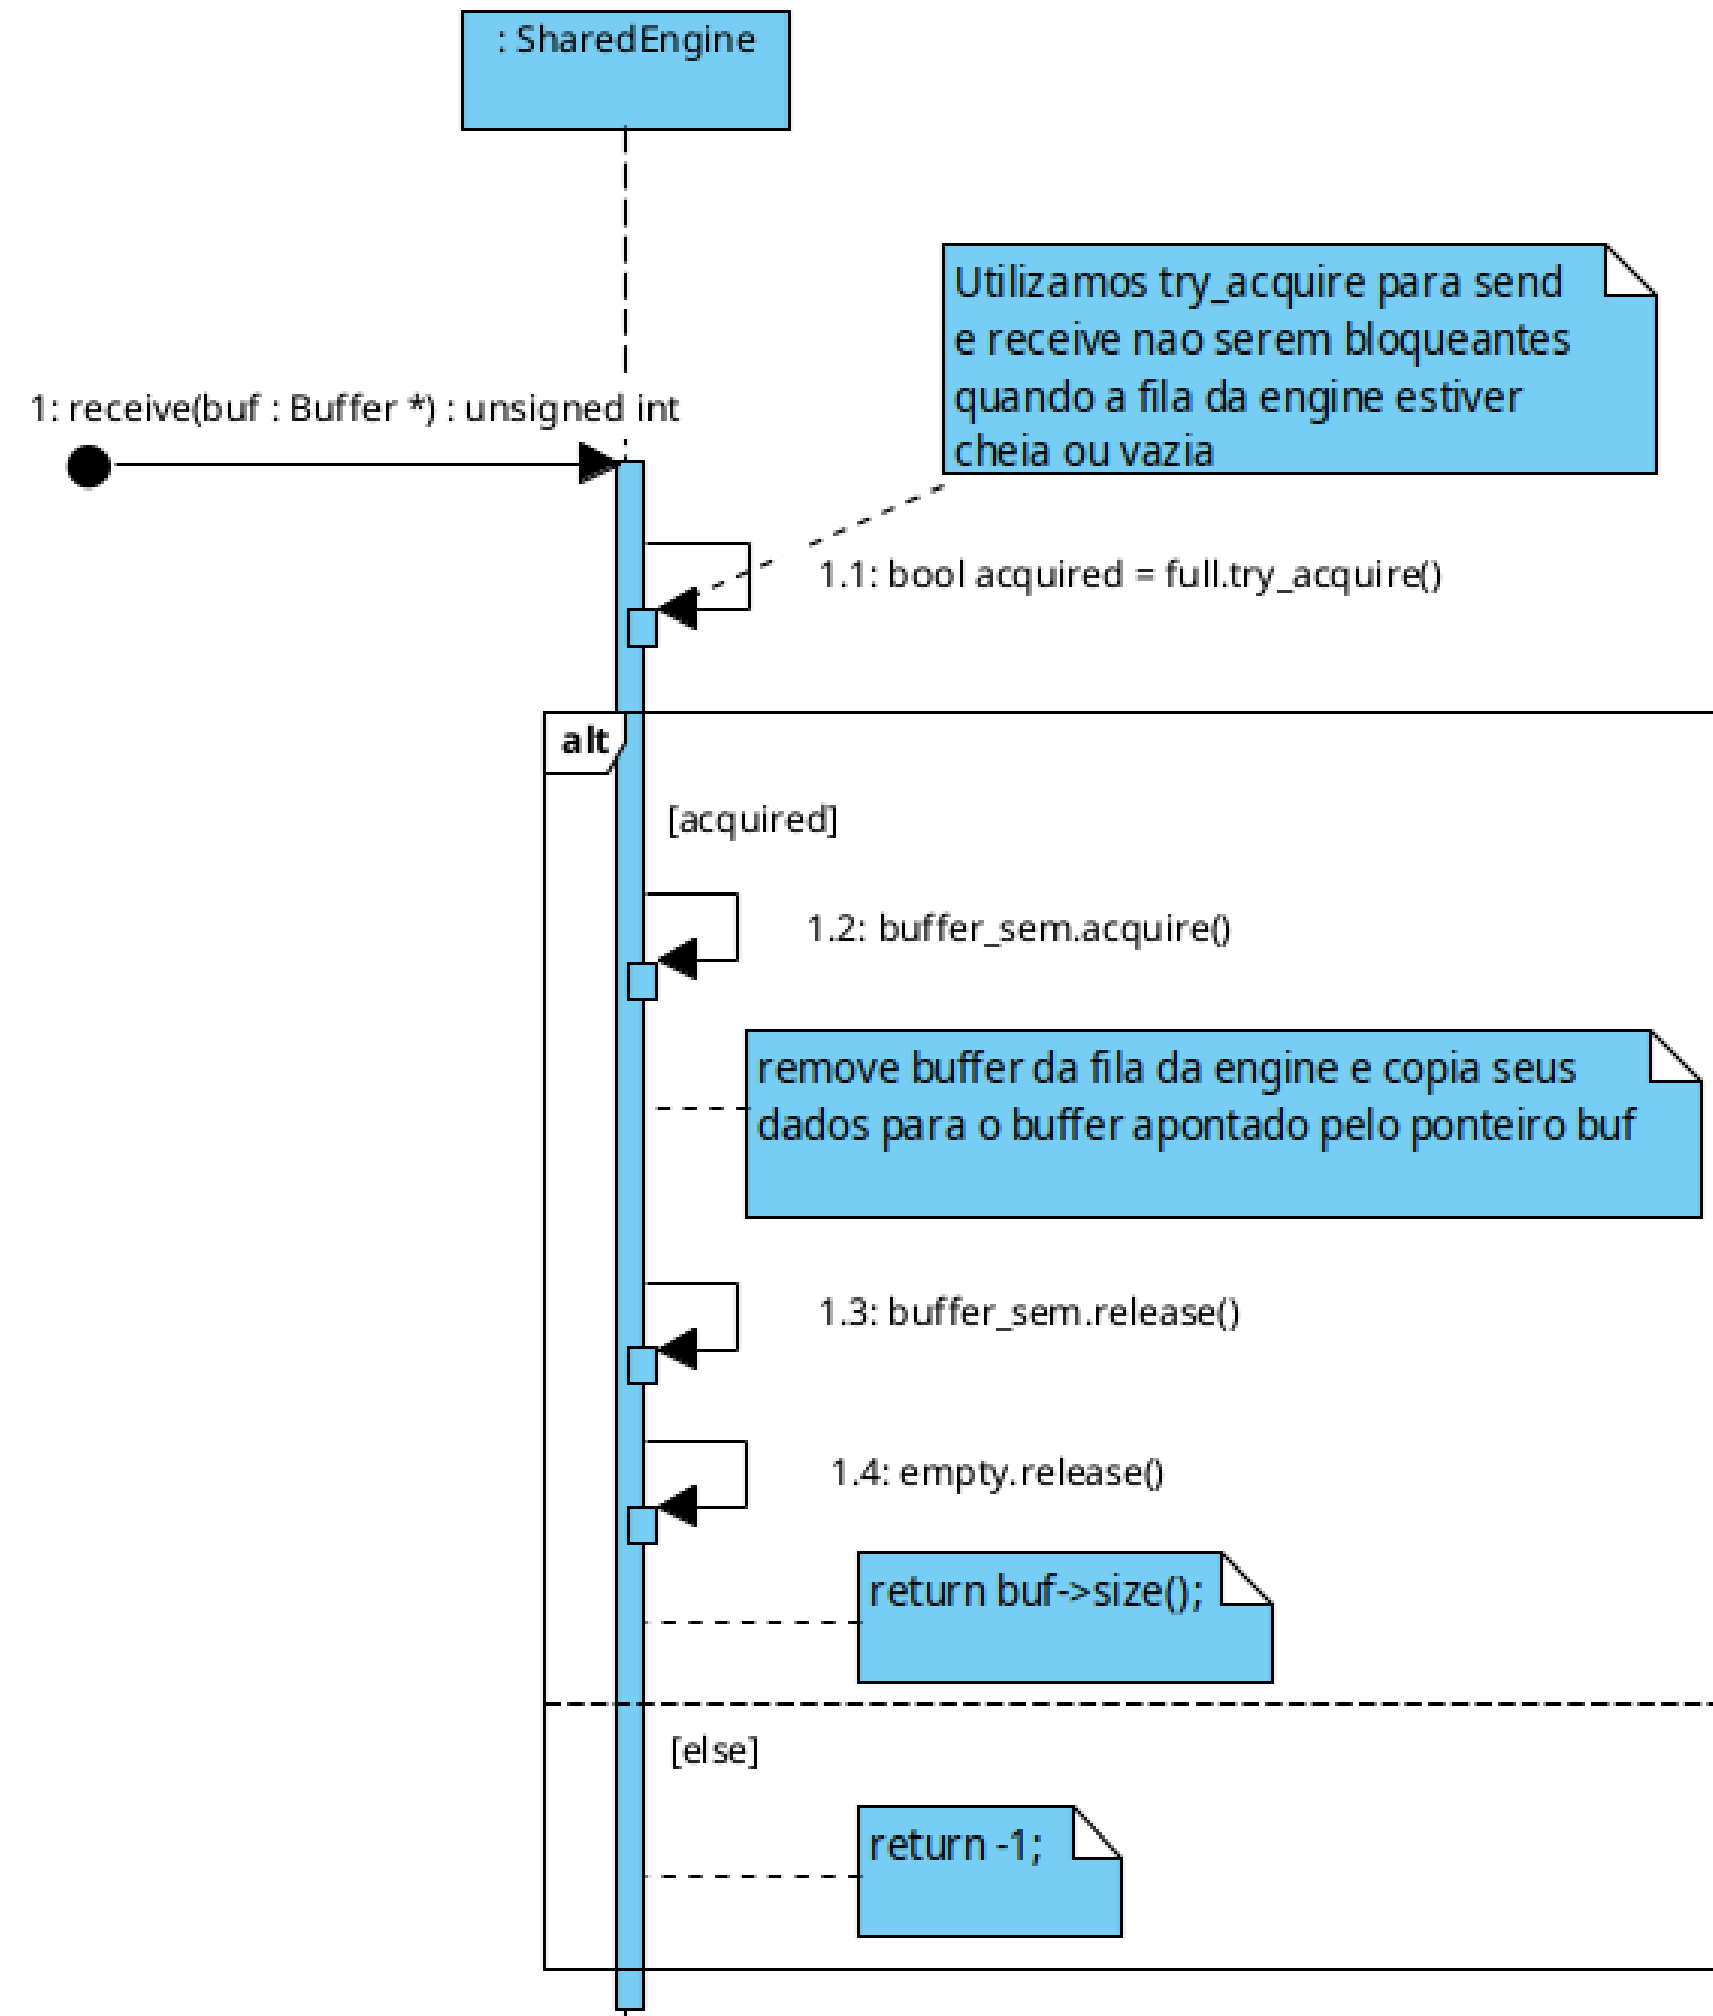 : SharedEngine
Utilizamos try_acquire para send
e receive nao serem bloqueantes
quando a fila da engine estiver
cheia ou vazia
1: receive(buf : Buffer *) : unsigned int
1.1: bool acquired = full.try_acquire()
alt
[acquired]
1.2: buffer_sem.acquire()
remove buffer da fila da engine e copia seus
dados para o buffer apontado pelo ponteiro buf
1.3: buffer_sem.release()
1.4: empty.release()
return buf->size();
[else]
return -1;